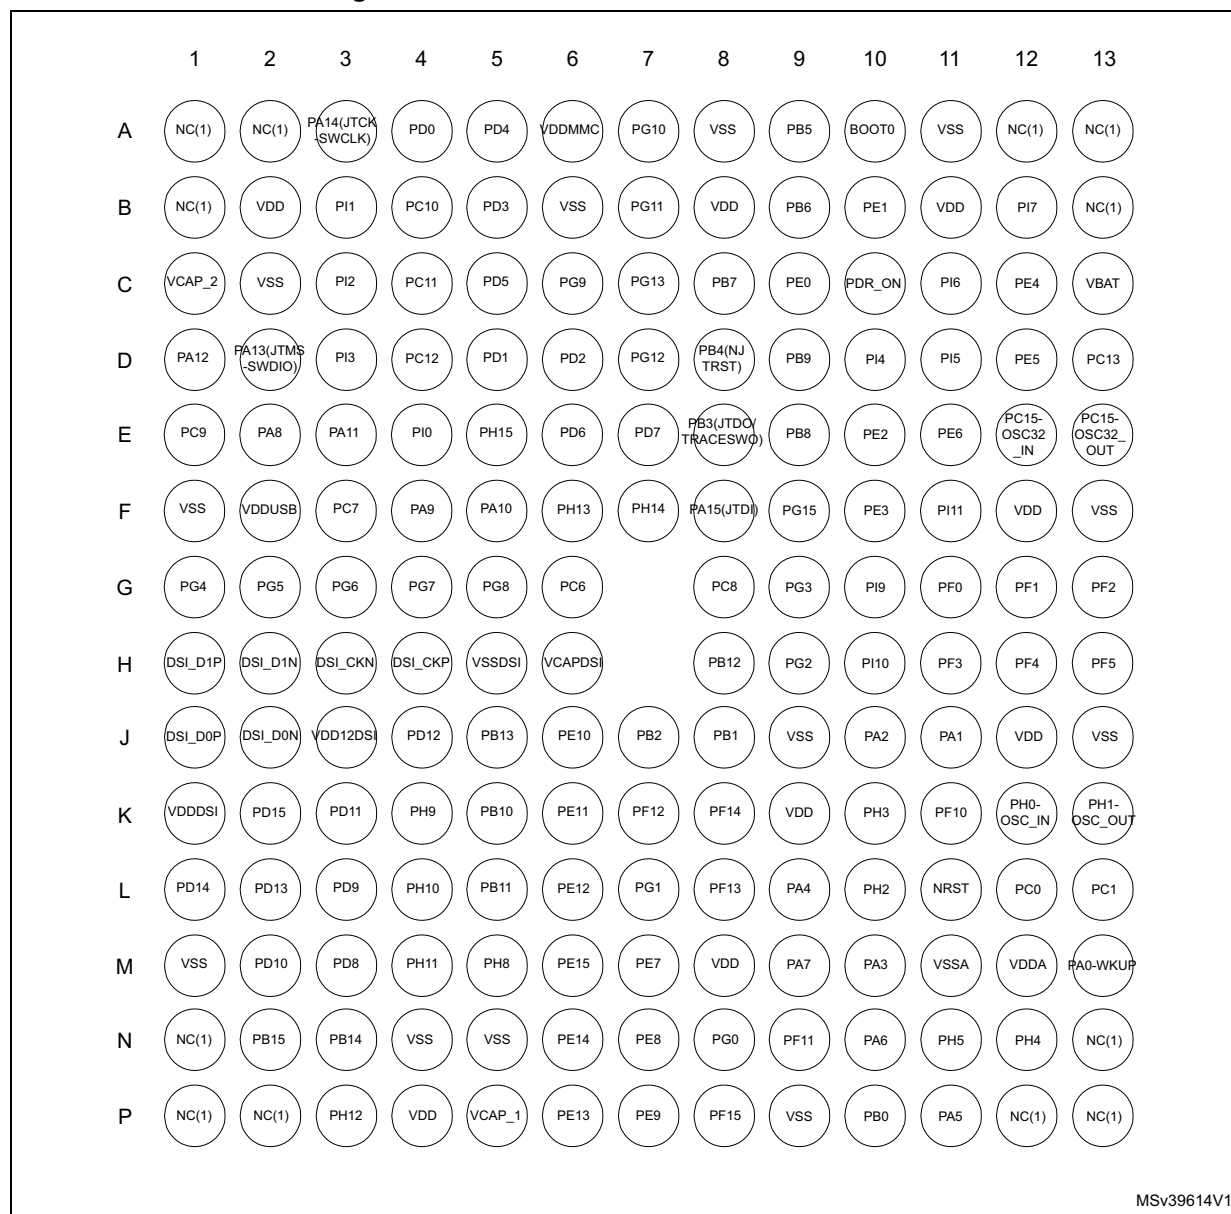 1 2 3 4 5 6 7 8 9 10 11 12 13
A NC(1) NC(1) PA14(JTCK-SWCLK) PD0 PD4 VDDMMC PG10 VSS PB5 BOOT0 VSS NC(1) NC(1)
B NC(1) VDD PI1 PC10 PD3 VSS PG11 VDD PB6 PE1 VDD PI7 NC(1)
C VCAP_2 VSS PI2 PC11 PD5 PG9 PG13 PB7 PE0 PDR_ON PI6 PE4 VBAT
D PA12 PA13(JTMS-SWDIO) PI3 PC12 PD1 PD2 PG12 PB4(NJTRST) PB9 PI4 PI5 PE5 PC13
E PC9 PA8 PA11 PI0 PH15 PD6 PD7 PB3(JTDO/TRACESWO) PB8 PE2 PE6 PC15-OSC32_IN PC15-OSC32_OUT
F VSS VDDUSB PC7 PA9 PA10 PH13 PH14 PA15(JTDI) PG15 PE3 PI11 VDD VSS
G PG4 PG5 PG6 PG7 PG8 PC6 PC8 PG3 PI9 PF0 PF1 PF2
H DSI_D1P DSI_D1N DSI_CKN DSI_CKP VSSDSI VCAPDSI PB12 PG2 PI10 PF3 PF4 PF5
J DSI_D0P DSI_D0N VDD12DSI PD12 PB13 PE10 PB2 PB1 VSS PA2 PA1 VDD VSS
K VDDDSI PD15 PD11 PH9 PB10 PE11 PF12 PF14 VDD PH3 PF10 PH0-OSC_IN PH1-OSC_OUT
L PD14 PD13 PD9 PH10 PB11 PE12 PG1 PF13 PA4 PH2 NRST PC0 PC1
M VSS PD10 PD8 PH11 PH8 PE15 PE7 VDD PA7 PA3 VSSA VDDA PA0-WKUP
N NC(1) PB15 PB14 VSS VSS PE14 PE8 PG0 PF11 PA6 PH5 PH4 NC(1)
P NC(1) NC(1) PH12 VDD VCAP_1 PE13 PE9 PF15 VSS PB0 PA5 NC(1) NC(1)
MSv39614V1